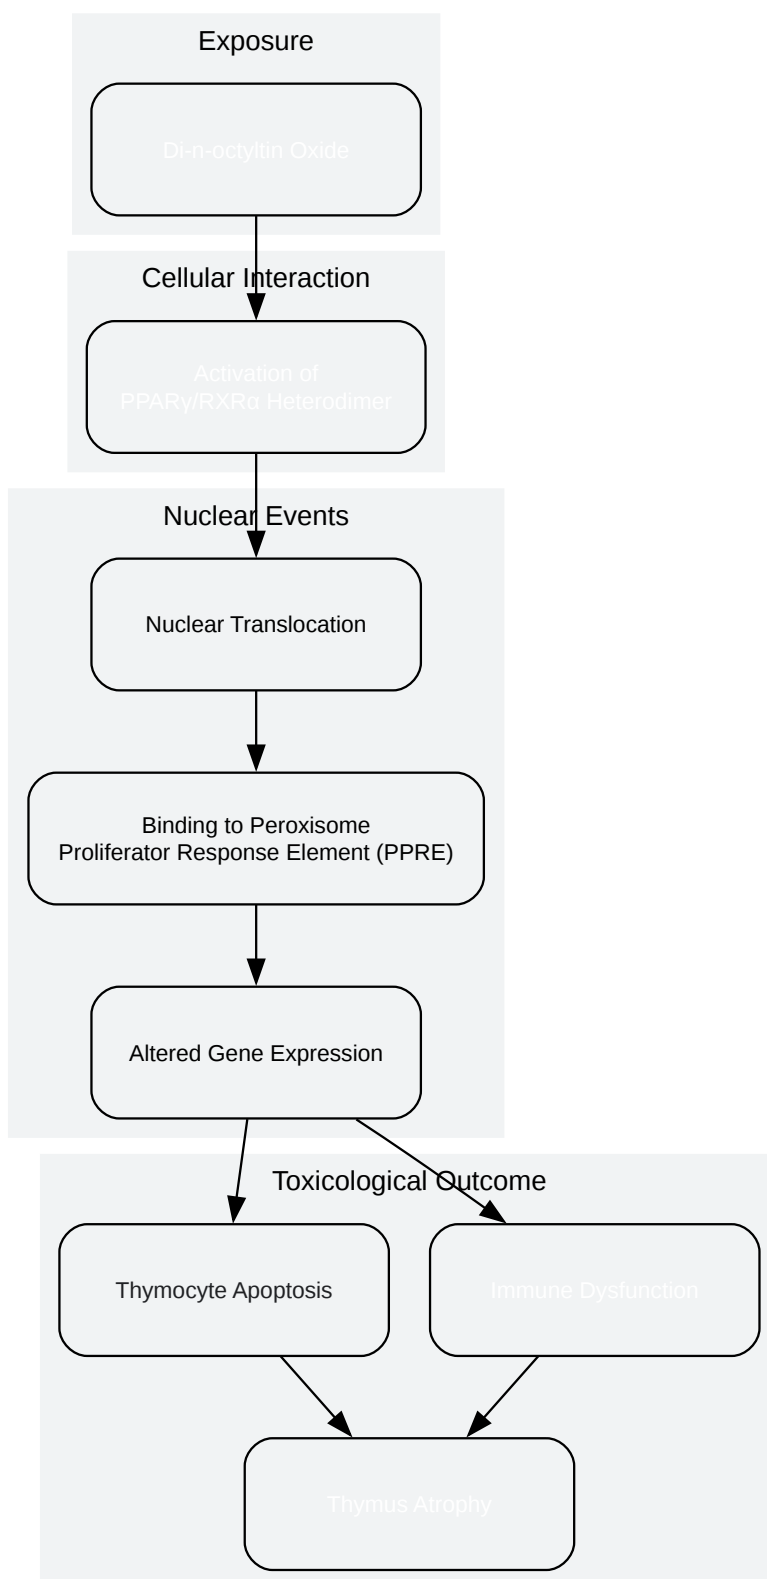 Exposure
Di-n-octyltin Oxide
Cellular Interaction
Activation of
PPARγ/RXRα Heterodimer
Nuclear Events
Nuclear Translocation
Binding to Peroxisome
Proliferator Response Element (PPRE)
Altered Gene Expression
Toxicological Outcome
Thymocyte Apoptosis
Immune Dysfunction
Thymus Atrophy